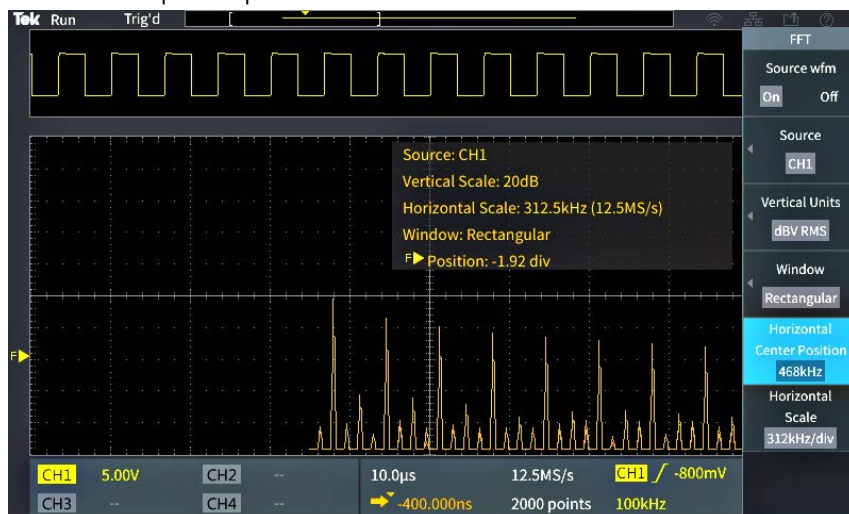 Tek Run Trig'd
FFT
Source wfm
On Off
Source
CH1
Vertical Units
dBV RMS
Window
Rectangular
Horizontal
Center Position
468kHz
Horizontal
Scale
312kHz/div
Source: CH1
Vertical Scale: 20dB
Horizontal Scale: 312.5kHz (12.5MS/s)
Window: Rectangular
F Position: -1.92 div
F
CH1 5.00V CH2 -- 10.0µs 12.5MS/s CH1 -800mV
CH3 -- CH4 -- -400.000ns 2000 points 100kHz